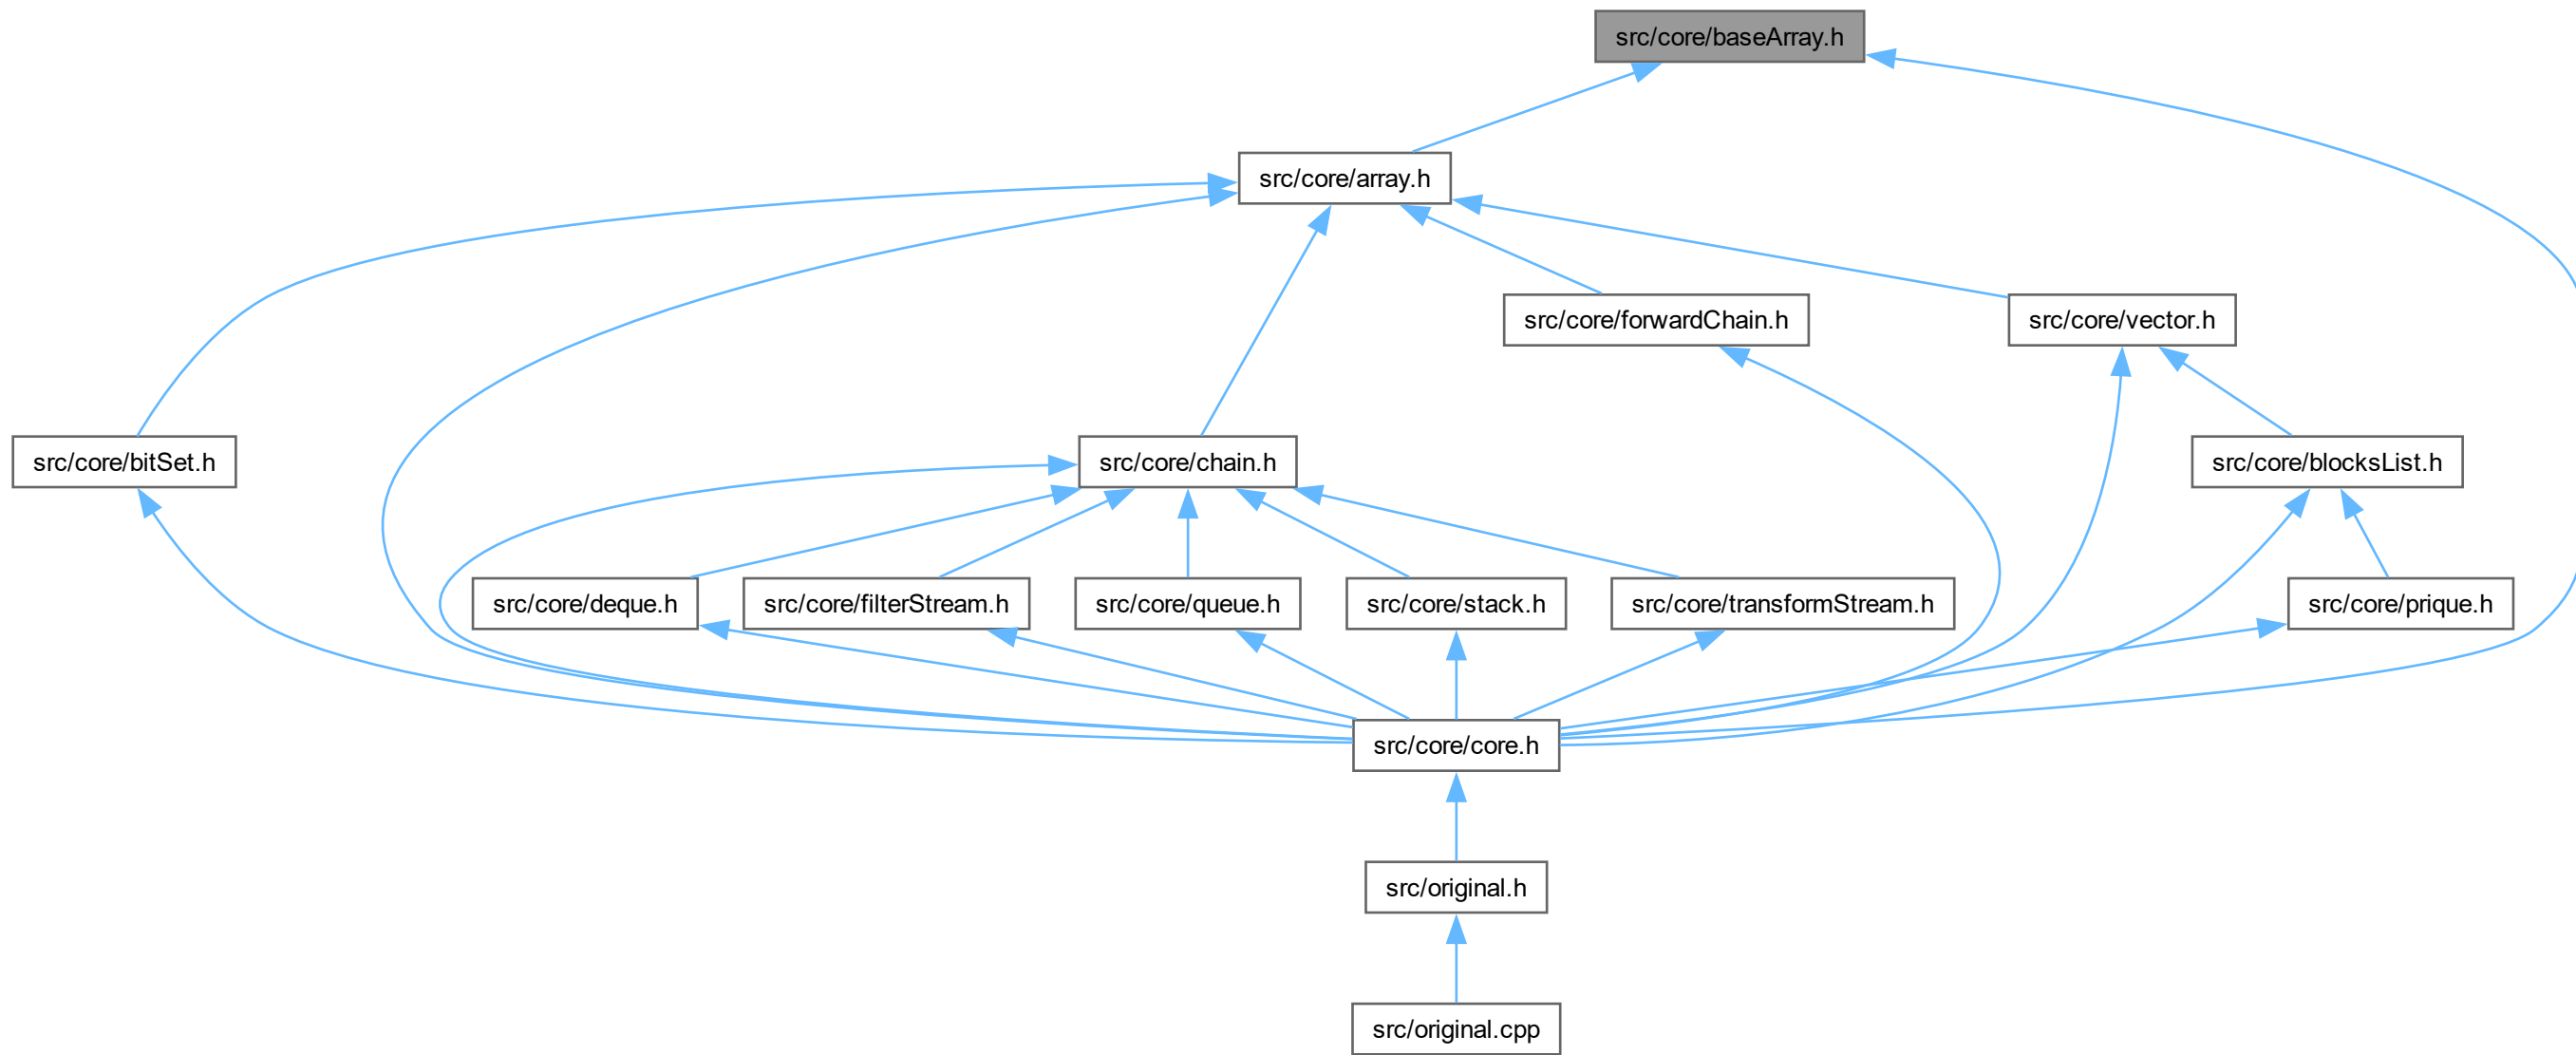 src/core/baseArray.h
src/core/array.h
src/core/forwardChain.h
src/core/vector.h
src/core/bitSet.h
src/core/chain.h
src/core/blocksList.h
src/core/deque.h
src/core/filterStream.h
src/core/queue.h
src/core/stack.h
src/core/transformStream.h
src/core/prique.h
src/core/core.h
src/original.h
src/original.cpp